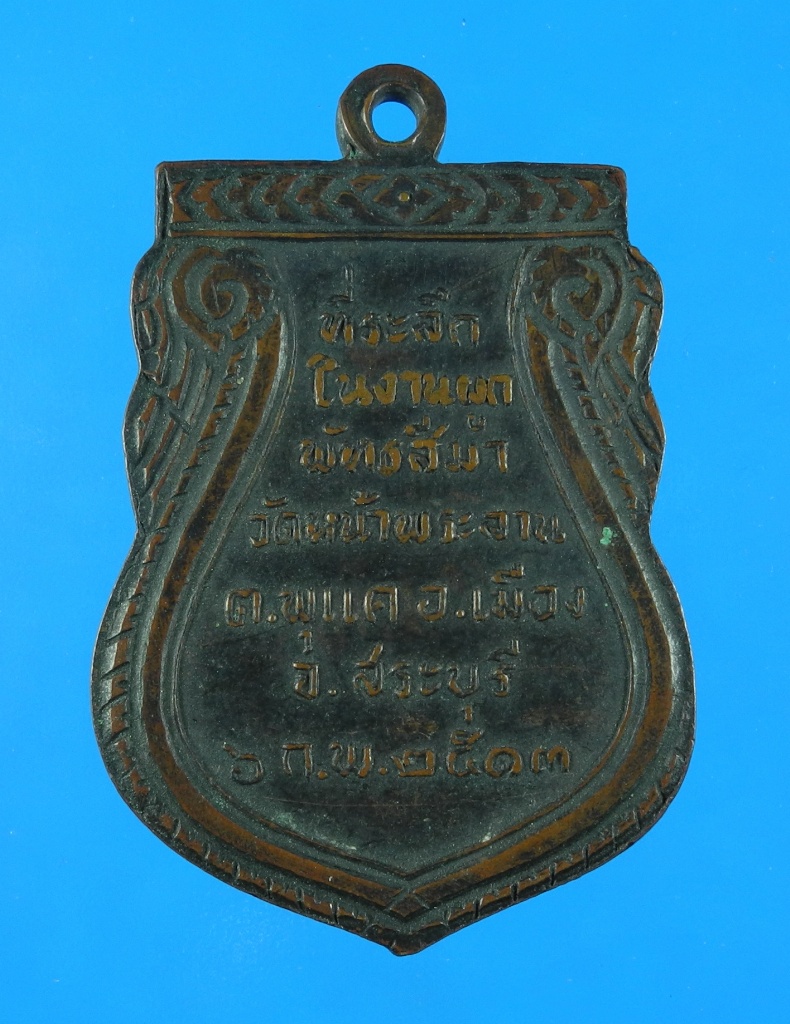 ที่ระลึก
ในงานผูก
พัทธสีมา
วัดหน้าพระลาน
ต.พุแค อ.เมือง
จ.สระบุรี
๖ ก.พ.๒๕๑๓